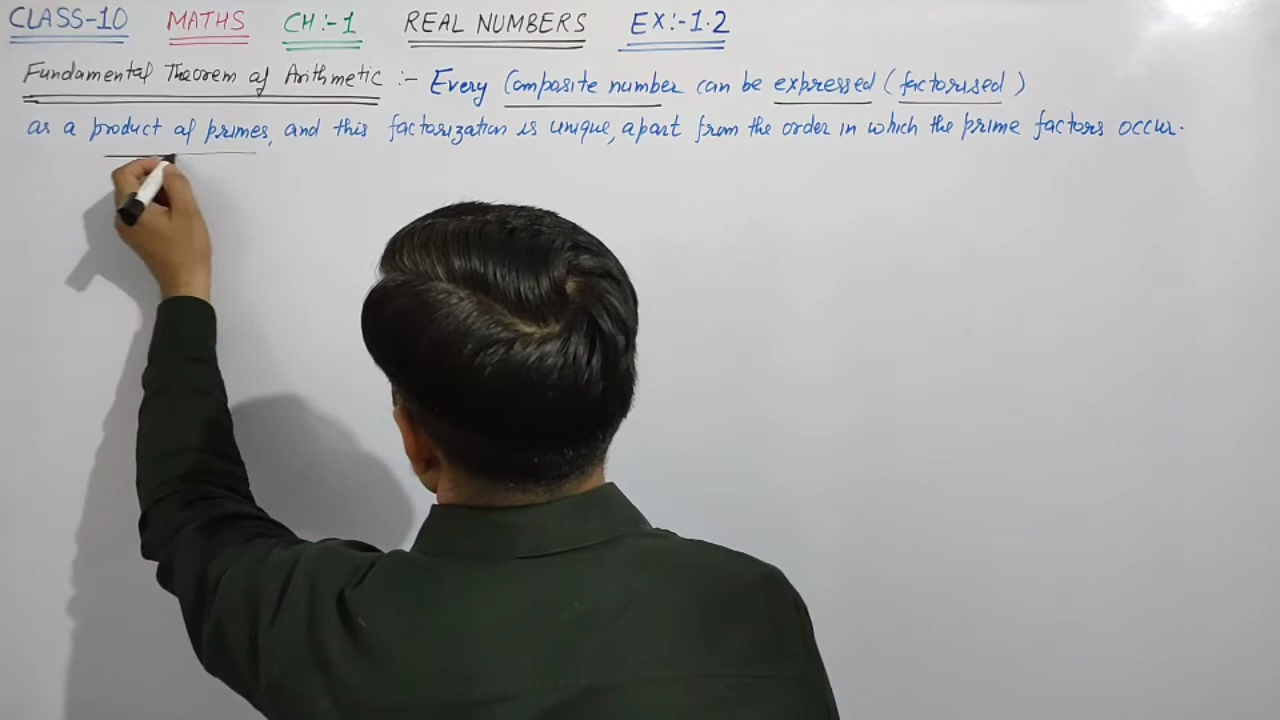 CLASS-10 MATHS CH:-1 REAL NUMBERS EX:-1.2
Fundamental Theorem of Arithmetic :- Every Composite number can be expressed (factorised)
as a product of primes, and this factorization is unique, apart from the order in which the prime factors occur.